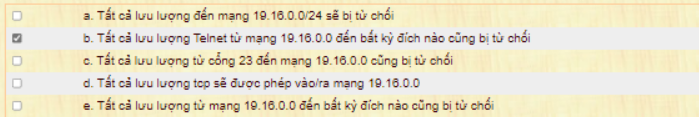 a. Tất cả lưu lượng đến mạng 19.16.0.0/24 sẽ bị từ chối
b. Tất cả lưu lượng Telnet từ mạng 19.16.0.0 đến bất kỳ đích nào cũng bị từ chối
c. Tất cả lưu lượng từ cổng 23 đến mạng 19.16.0.0 cũng bị từ chối
d. Tất cả lưu lượng tcp sẽ được phép vào/ra mạng 19.16.0.0
e. Tất cả lưu lượng từ mạng 19.16.0.0 đến bất kỳ đích nào cũng bị từ chối